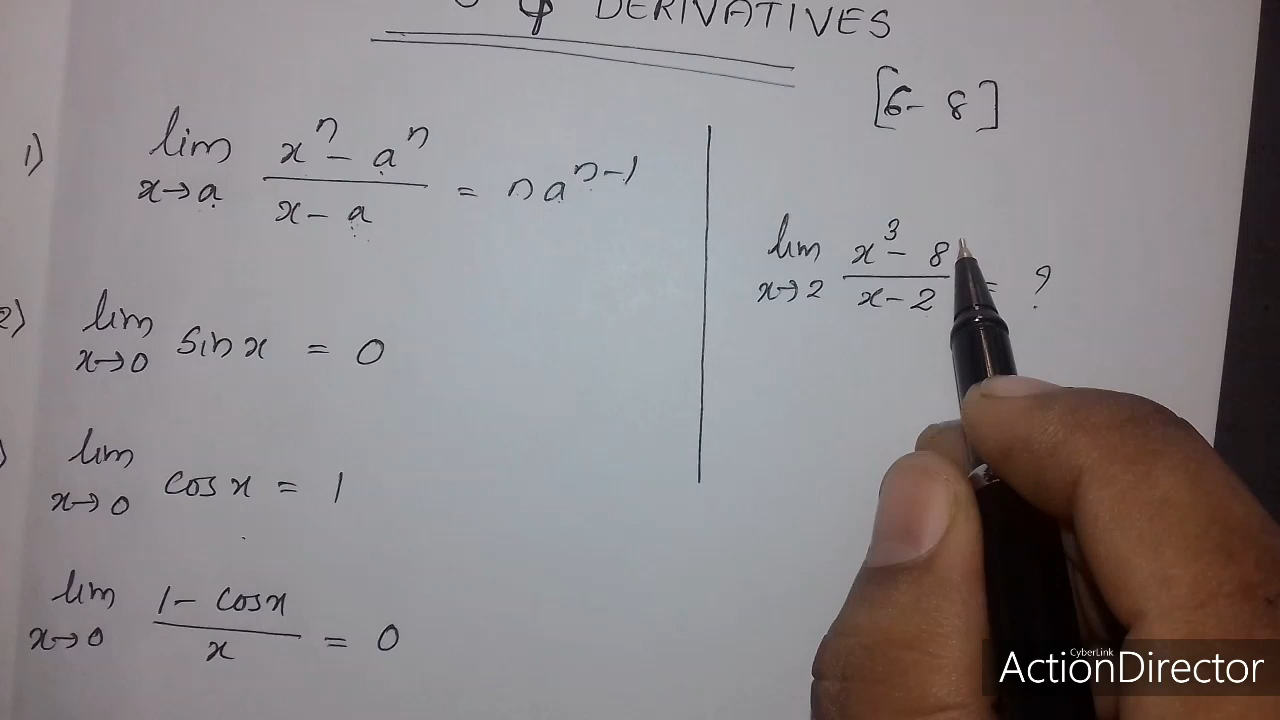 DERIVATIVES
[6-8]
1) lim x→a (xⁿ - aⁿ)/(x - a) = naⁿ⁻¹
lim x→2 (x³ - 8)/(x - 2) = ?
2) lim x→0 sin x = 0
) lim x→0 cos x = 1
lim x→0 (1 - cos x)/x = 0
CyberLink
ActionDirector